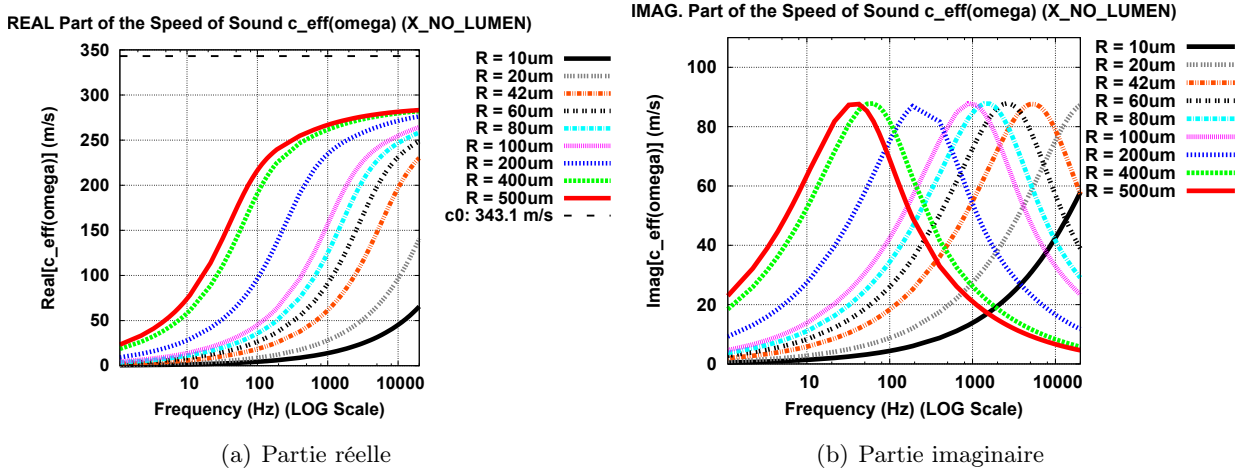 REAL Part of the Speed of Sound c_eff(omega) (X_NO_LUMEN)
350
300
250
200
150
100
50
0
Real[c_eff(omega)] (m/s)
10
100
1000
10000
Frequency (Hz) (LOG Scale)
R = 10um
R = 20um
R = 42um
R = 60um
R = 80um
R = 100um
R = 200um
R = 400um
R = 500um
c0: 343.1 m/s
(a) Partie réelle
IMAG. Part of the Speed of Sound c_eff(omega) (X_NO_LUMEN)
100
80
60
40
20
0
Imag[c_eff(omega)] (m/s)
10
100
1000
10000
Frequency (Hz) (LOG Scale)
R = 10um
R = 20um
R = 42um
R = 60um
R = 80um
R = 100um
R = 200um
R = 400um
R = 500um
(b) Partie imaginaire